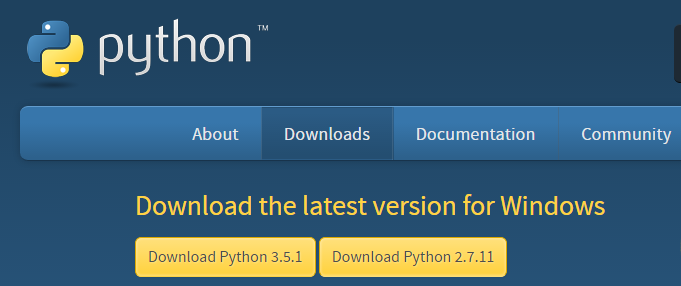 python™
About Downloads Documentation Community
Download the latest version for Windows
Download Python 3.5.1 Download Python 2.7.11